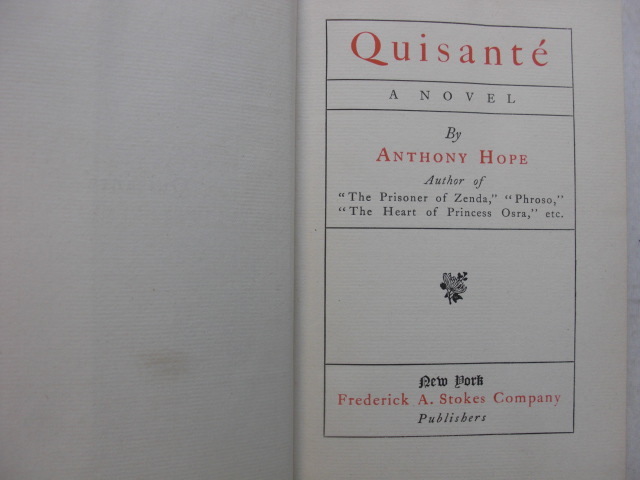 Quisanté
A NOVEL
By
ANTHONY HOPE
Author of
"The Prisoner of Zenda," "Phroso,"
"The Heart of Princess Osra," etc.
New York
Frederick A. Stokes Company
Publishers